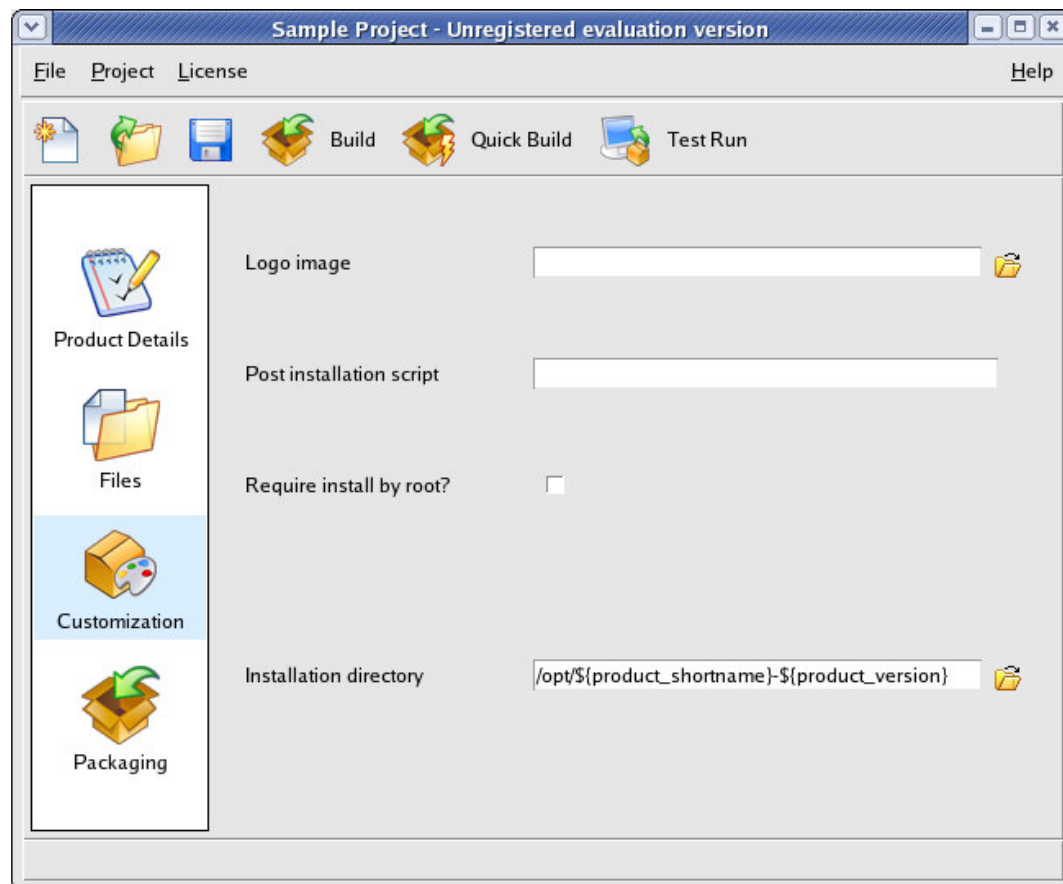 Sample Project - Unregistered evaluation version
File Project License Help
Build Quick Build Test Run
Product Details
Files
Customization
Packaging
Logo image
Post installation script
Require install by root?
Installation directory /opt/${product_shortname}-${product_version}